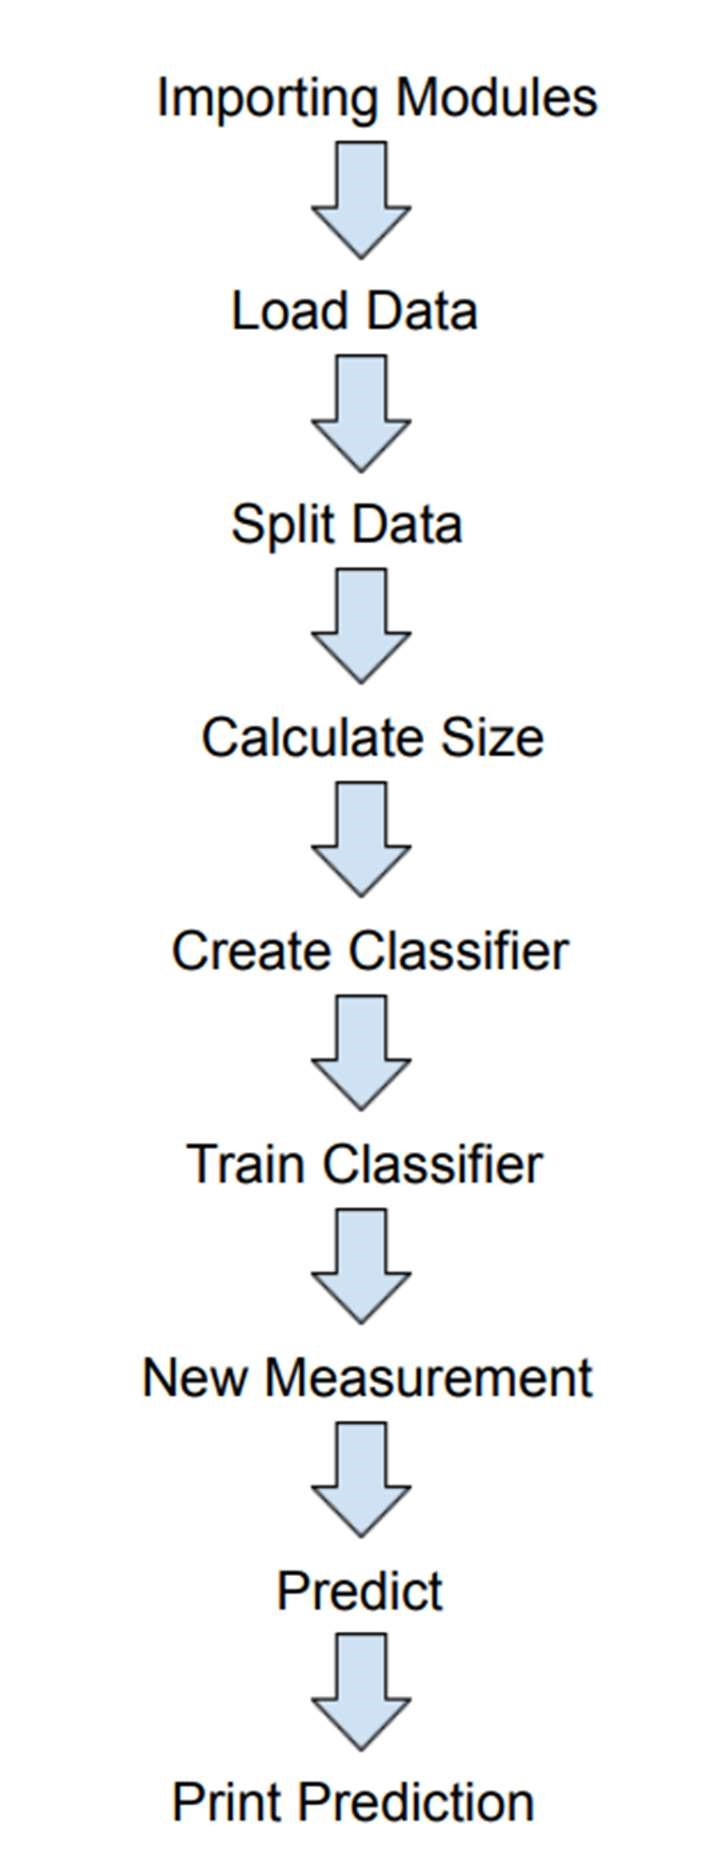 Importing Modules
Load Data
Split Data
Calculate Size
Create Classifier
Train Classifier
New Measurement
Predict
Print Prediction